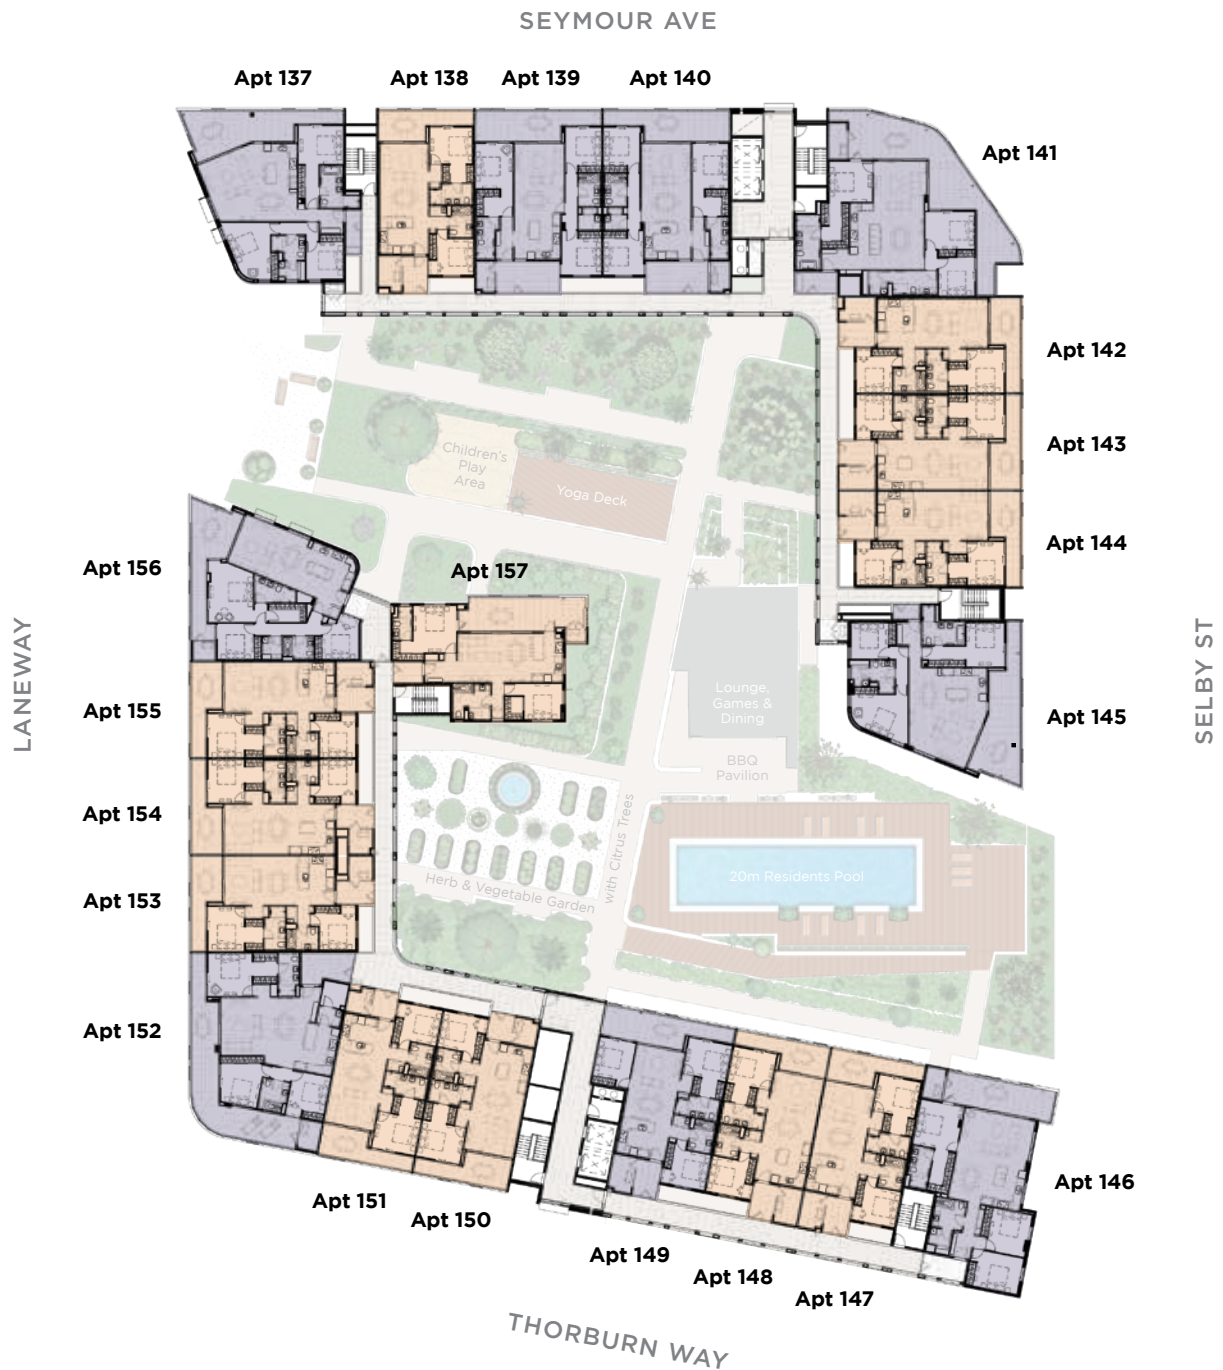 SEYMOUR AVE
Apt 137
Apt 138
Apt 139
Apt 140
Apt 141
Apt 142
Apt 143
Apt 144
Apt 145
Children's
Play
Area
Yoga Deck
Apt 156
Apt 157
LANEWAY
SELBY ST
Apt 155
Lounge,
Games &
Dining
BBQ
Pavilion
Apt 154
Apt 153
Herb & Vegetable Garden
with Citrus Trees
20m Residents Pool
Apt 152
Apt 151
Apt 150
Apt 149
Apt 148
Apt 147
Apt 146
THORBURN WAY